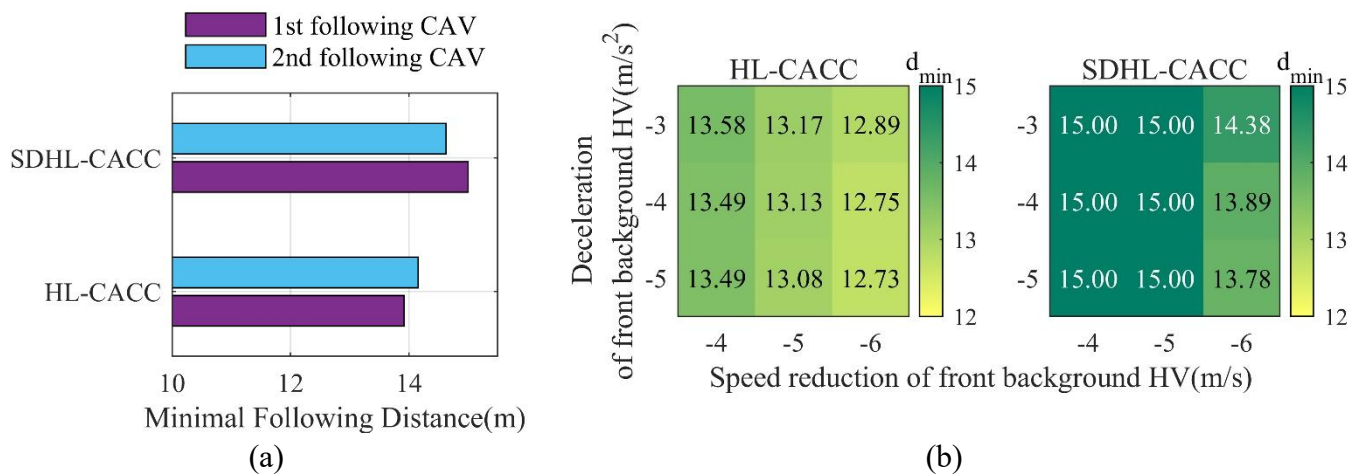 (a)
1st following CAV
2nd following CAV
SDHL-CACC
HL-CACC
10 12 14
Minimal Following Distance(m)
(a)
(b)
Deceleration
of front background HV(m/s²)
HL-CACC
d_min
-3 13.58 13.17 12.89
-4 13.49 13.13 12.75
-5 13.49 13.08 12.73
-4 -5 -6
15
14
13
12
SDHL-CACC
d_min
-3 15.00 15.00 14.38
-4 15.00 15.00 13.89
-5 15.00 15.00 13.78
-4 -5 -6
15
14
13
12
Speed reduction of front background HV(m/s)
(b)